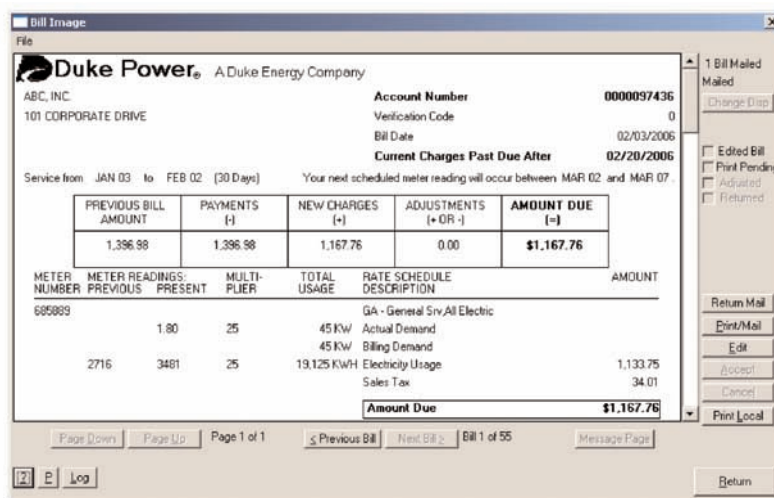 Bill Image
File
Duke Power® A Duke Energy Company
ABC, INC.
101 CORPORATE DRIVE
Account Number 0000097436
Verification Code 0
Bill Date 02/03/2006
Current Charges Past Due After 02/20/2006
Service from JAN 03 to FEB 02 (30 Days) Your next scheduled meter reading will occur between MAR 02 and MAR 07 .
PREVIOUS BILL AMOUNT
PAYMENTS (-)
NEW CHARGES (+)
ADJUSTMENTS (+ OR -)
AMOUNT DUE (=)
1,396.98 1,396.98 1,167.76 0.00 $1,167.76
METER METER READINGS: MULTI- TOTAL RATE SCHEDULE AMOUNT
NUMBER PREVIOUS PRESENT PLIER USAGE DESCRIPTION
685889 GA - General Srv,All Electric
1.80 25 45 KW Actual Demand
45 KW Billing Demand
2716 3481 25 19,125 KWH Electricity Usage 1,133.75
Sales Tax 34.01
Amount Due $1,167.76
1 Bill Mailed
Mailed
Change Disp
Edited Bill
Print Pending
Adjusted
Returned
Return Mail
Print/Mail
Edit
Accept
Cancel
Print Local
Page Down Page Up Page 1 of 1 < Previous Bill Next Bill > Bill 1 of 55 Message Page
[2] P Log Return